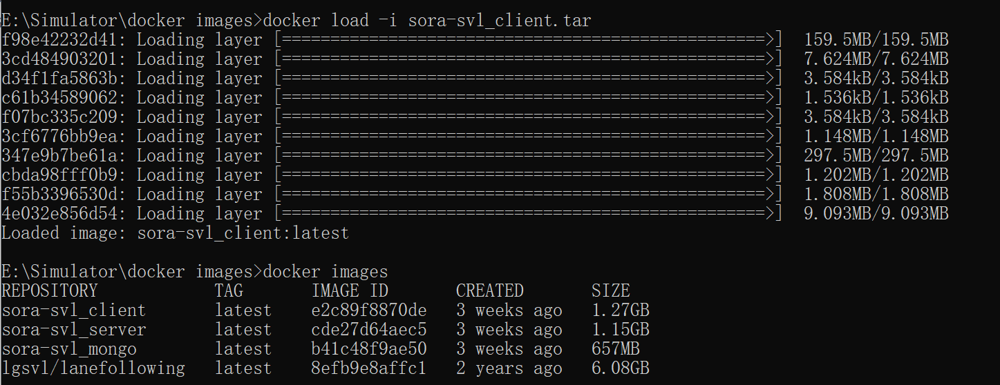 E:\Simulator\docker images>docker load -i sora-svl_client.tar
f98e42232d41: Loading layer [==================================================>]  159.5MB/159.5MB
3cd484903201: Loading layer [==================================================>]  7.624MB/7.624MB
d34f1fa5863b: Loading layer [==================================================>]  3.584kB/3.584kB
c61b34589062: Loading layer [==================================================>]  1.536kB/1.536kB
f07bc335c209: Loading layer [==================================================>]  3.584kB/3.584kB
3cf6776bb9ea: Loading layer [==================================================>]  1.148MB/1.148MB
347e9b7be61a: Loading layer [==================================================>]  297.5MB/297.5MB
cbda98fff0b9: Loading layer [==================================================>]  1.202MB/1.202MB
f55b3396530d: Loading layer [==================================================>]  1.808MB/1.808MB
4e032e856d54: Loading layer [==================================================>]  9.093MB/9.093MB
Loaded image: sora-svl_client:latest
E:\Simulator\docker images>docker images
REPOSITORY            TAG       IMAGE ID       CREATED       SIZE
sora-svl_client       latest    e2c89f8870de   3 weeks ago   1.27GB
sora-svl_server       latest    cde27d64aec5   3 weeks ago   1.15GB
sora-svl_mongo        latest    b41c48f9ae50   3 weeks ago   657MB
lgsvl/lanefollowing   latest    8efb9e8affc1   2 years ago   6.08GB